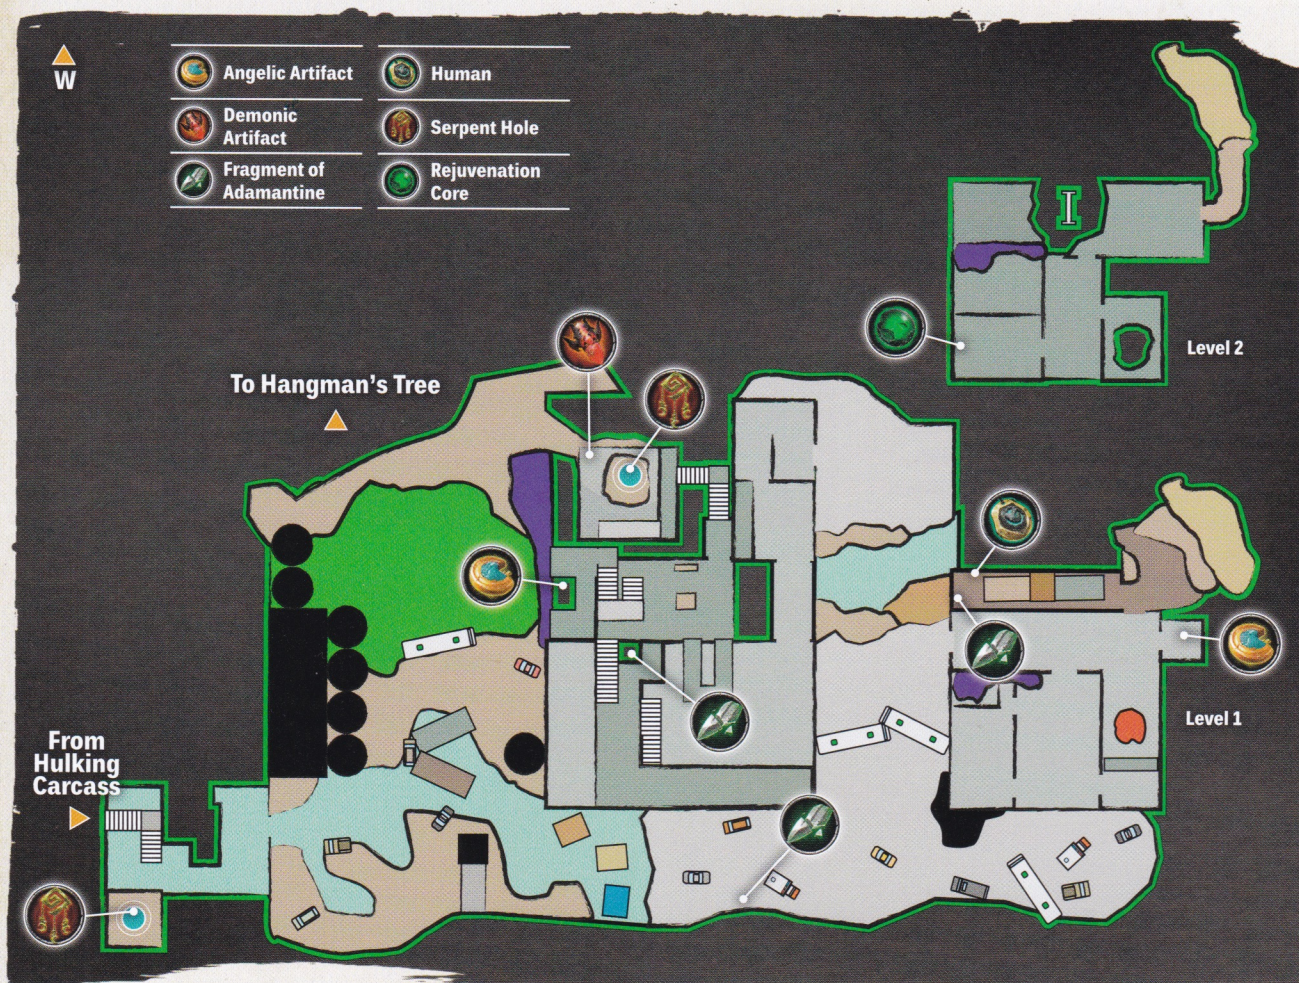 W
Angelic Artifact
Human
Demonic
Artifact
Serpent Hole
Fragment of
Adamantine
Rejuvenation
Core
Level 2
To Hangman's Tree
Level 1
From
Hulking
Carcass